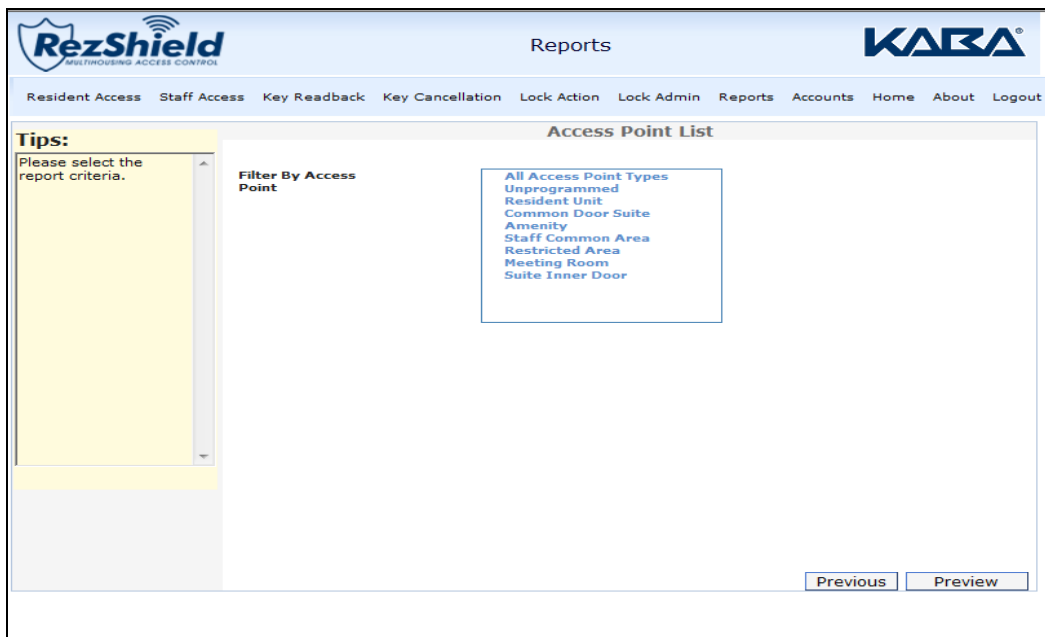 RezShield
MULTIHOUSING ACCESS CONTROL
Reports
KABA®
Resident Access Staff Access Key Readback Key Cancellation Lock Action Lock Admin Reports Accounts Home About Logout
Tips:
Please select the
report criteria.
Access Point List
Filter By Access
Point
All Access Point Types
Unprogrammed
Resident Unit
Common Door Suite
Amenity
Staff Common Area
Restricted Area
Meeting Room
Suite Inner Door
Previous Preview